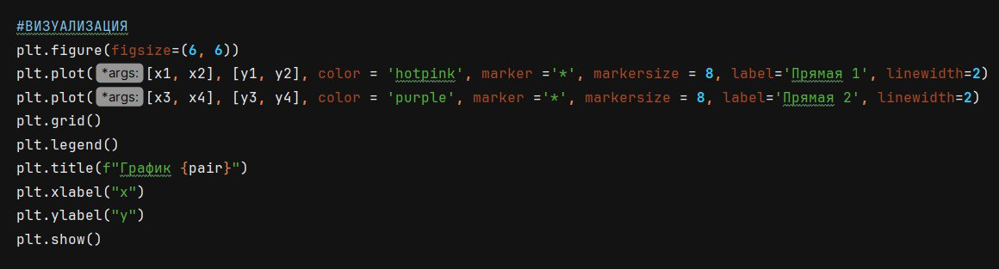 #ВИЗУАЛИЗАЦИЯ
plt.figure(figsize=(6, 6))
plt.plot( *args: [x1, x2], [y1, y2], color = 'hotpink', marker ='*', markersize = 8, label='Прямая 1', linewidth=2)
plt.plot( *args: [x3, x4], [y3, y4], color = 'purple', marker ='*', markersize = 8, label='Прямая 2', linewidth=2)
plt.grid()
plt.legend()
plt.title(f"График {pair}")
plt.xlabel("x")
plt.ylabel("y")
plt.show()